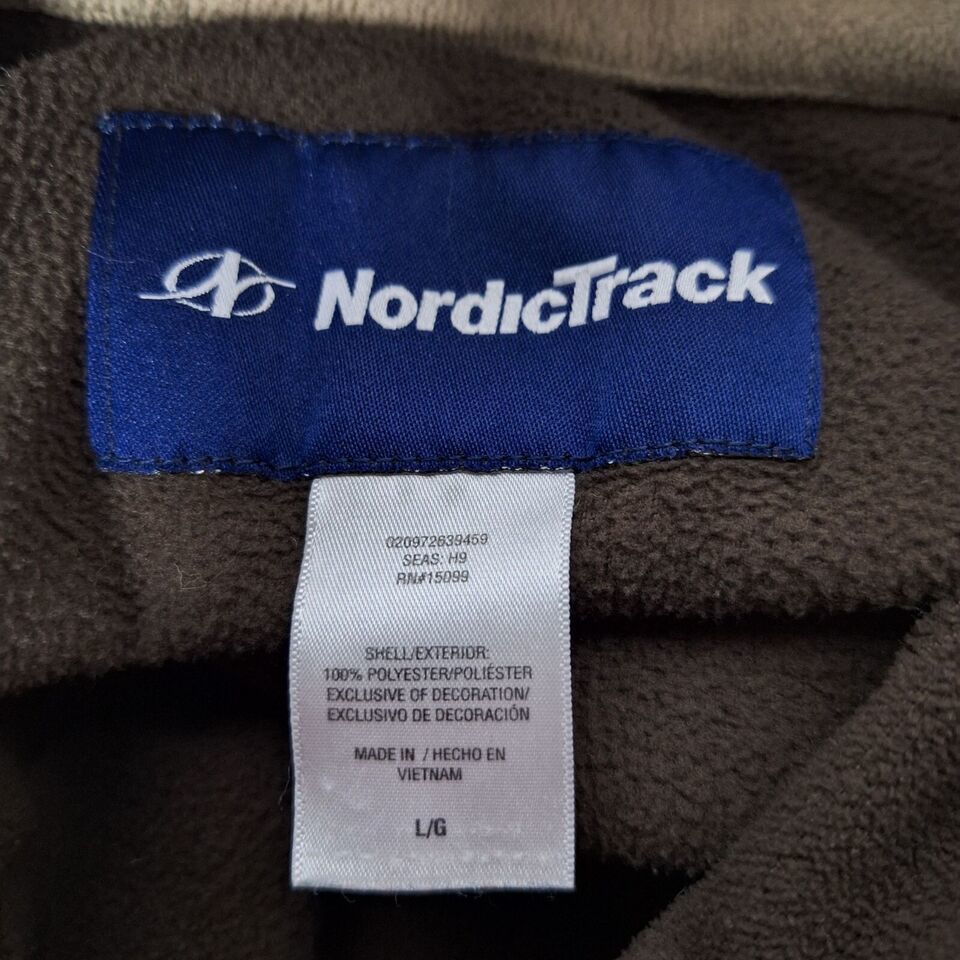 NordicTrack
020972639459
SEAS: H9
RN#15099
SHELL/EXTERIOR:
100% POLYESTER/POLIÉSTER
EXCLUSIVE OF DECORATION/
EXCLUSIVO DE DECORACIÓN
MADE IN / HECHO EN
VIETNAM
L/G